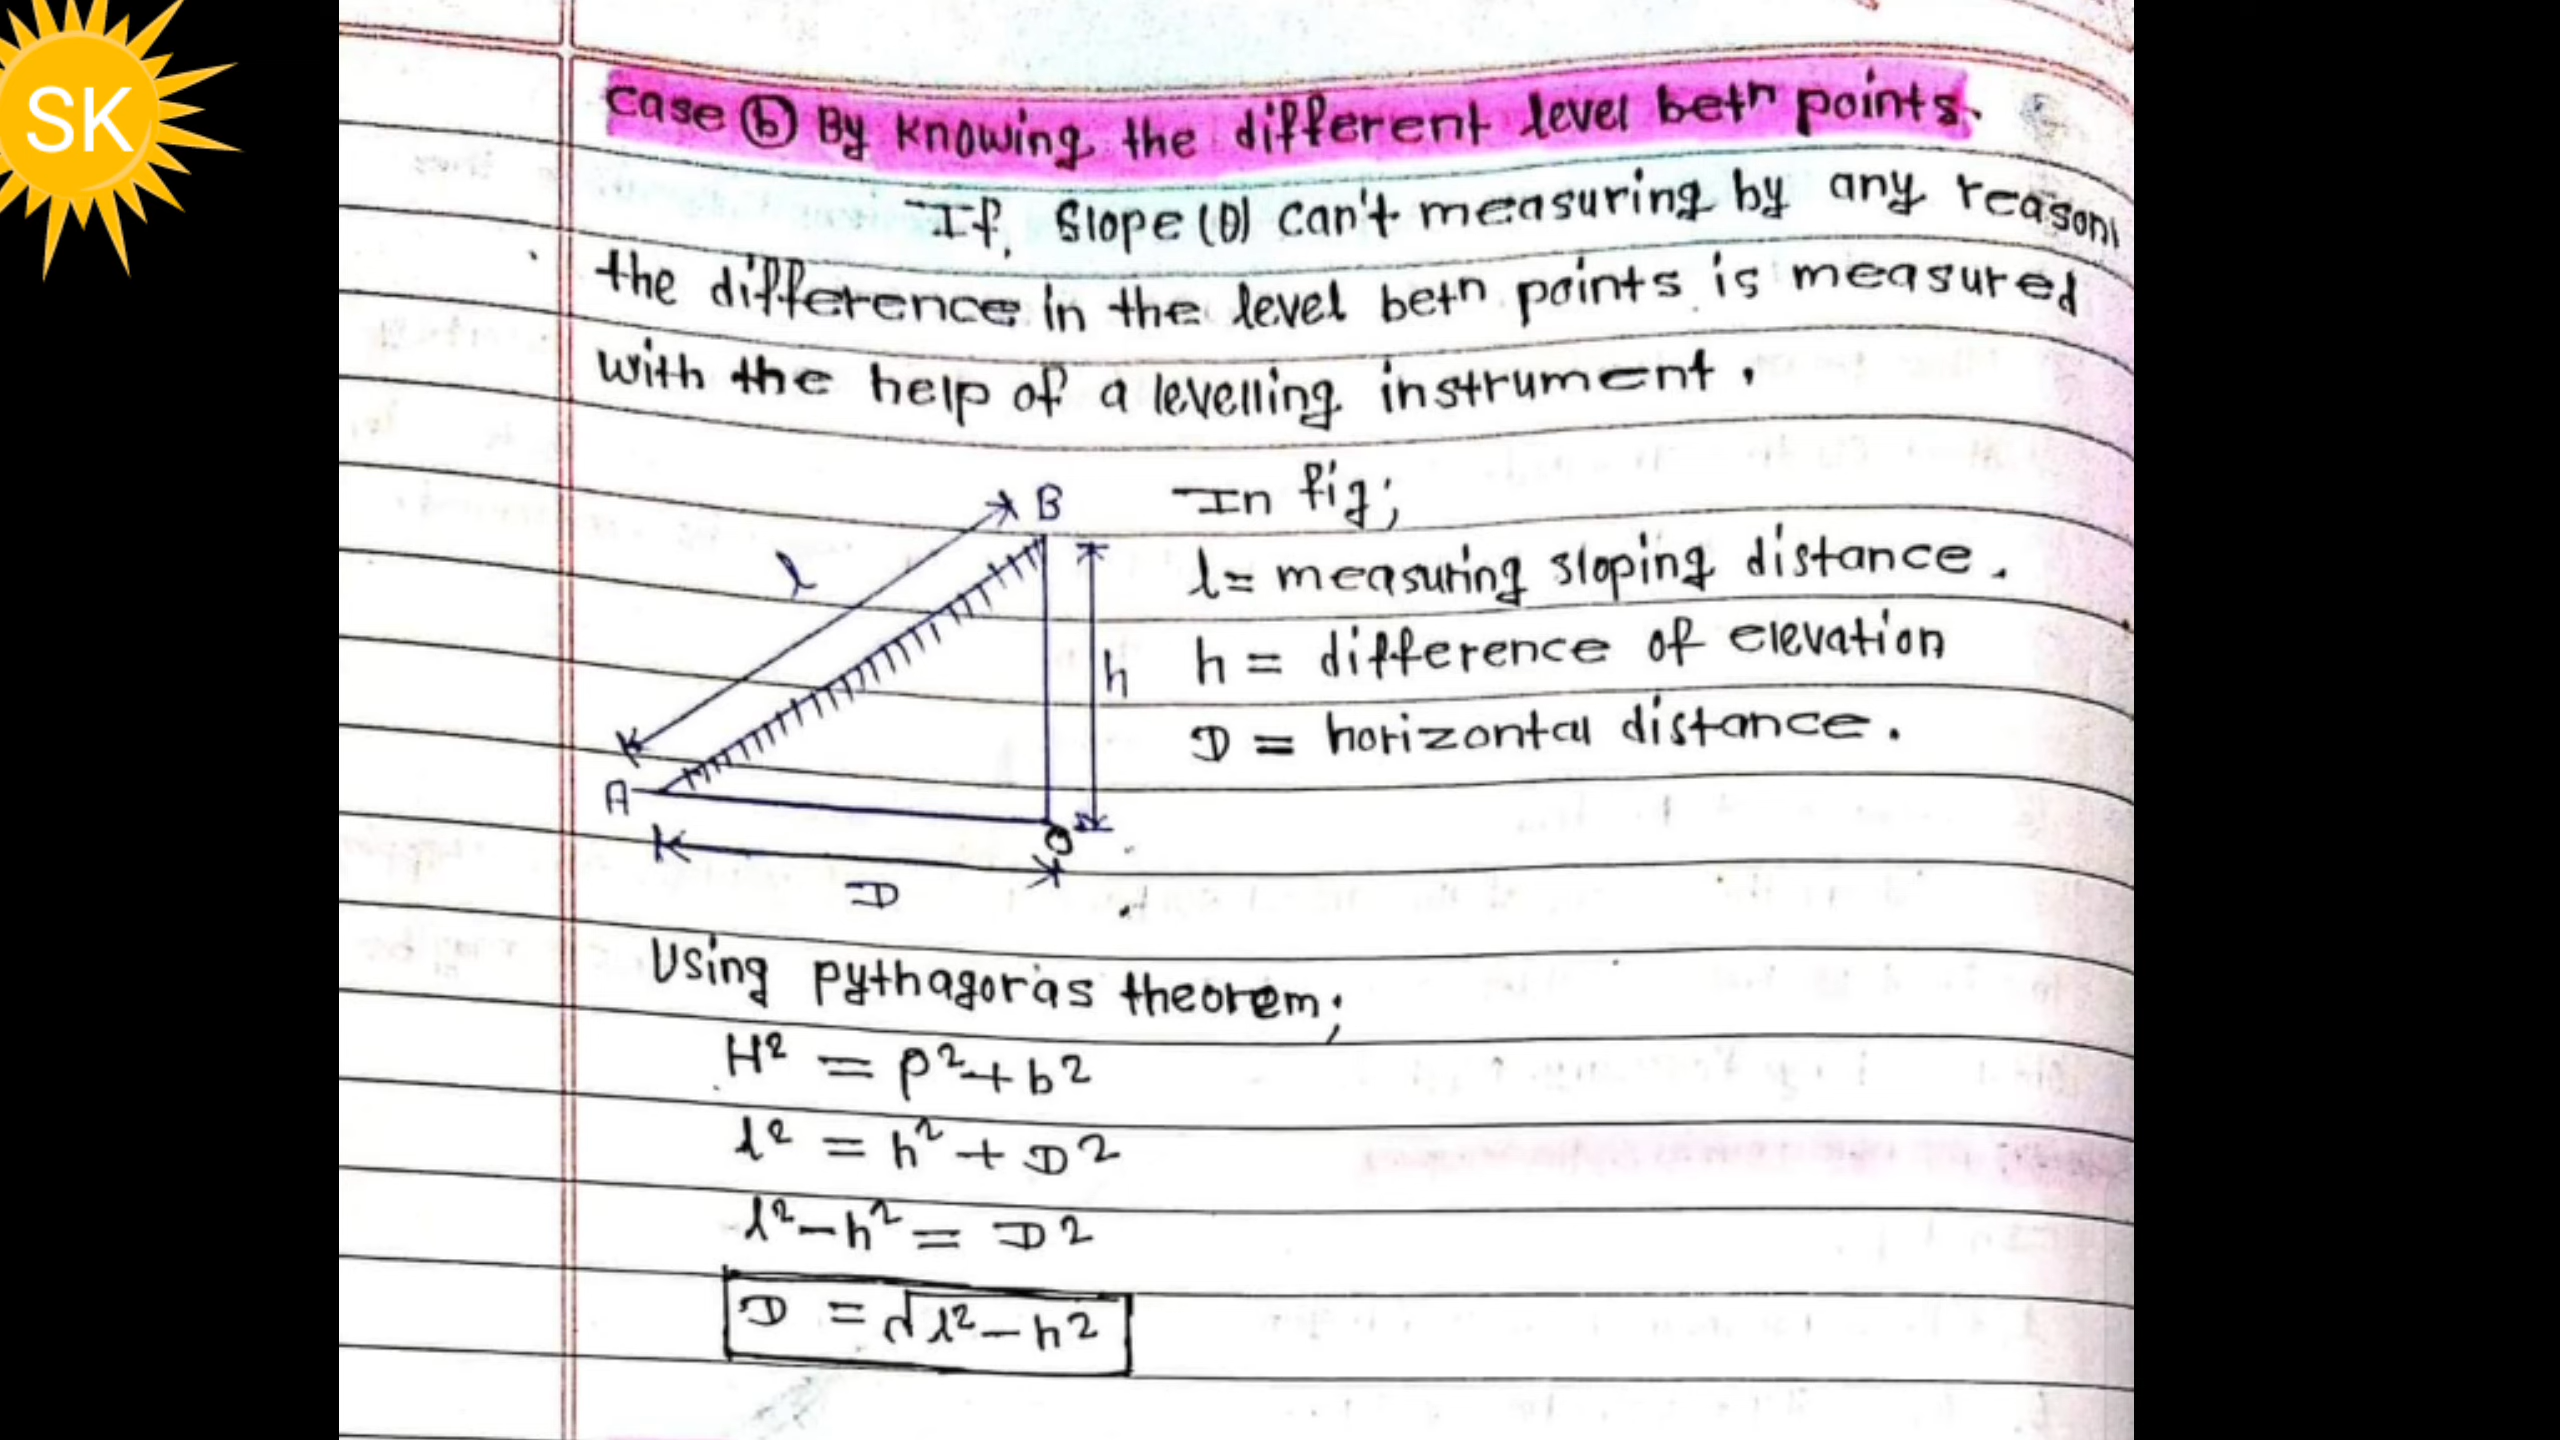 SK
Case ⓑ By knowing the different level betn points.
If, Slope (θ) can't measuring by any reason,
the difference in the level betn points is measured
with the help of a levelling instrument.
B
l
h
A
O
D
In fig;
l = measuring sloping distance.
h = difference of elevation
D = horizontal distance.
Using pythagora's theorem;
H² = p² + b²
l² = h² + D²
l² – h² = D²
D = √l² – h²